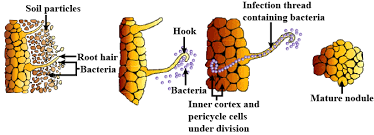 Soil particles
Root hair
Bacteria
Hook
Bacteria
Infection thread
containing bacteria
Inner cortex and
pericycle cells
under division
Mature nodule